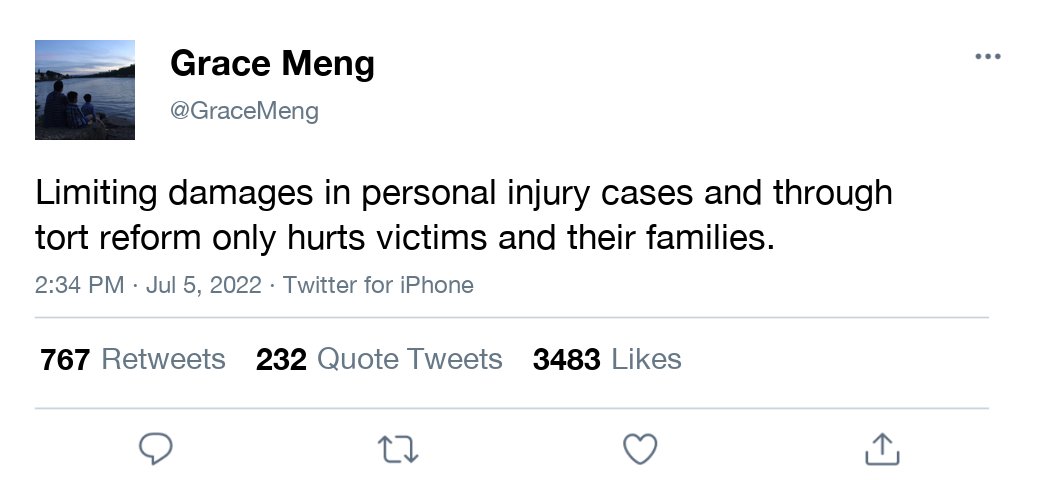 Grace Meng
@GraceMeng
Limiting damages in personal injury cases and through
tort reform only hurts victims and their families.
2:34 PM · Jul 5, 2022 · Twitter for iPhone
767 Retweets 232 Quote Tweets 3483 Likes